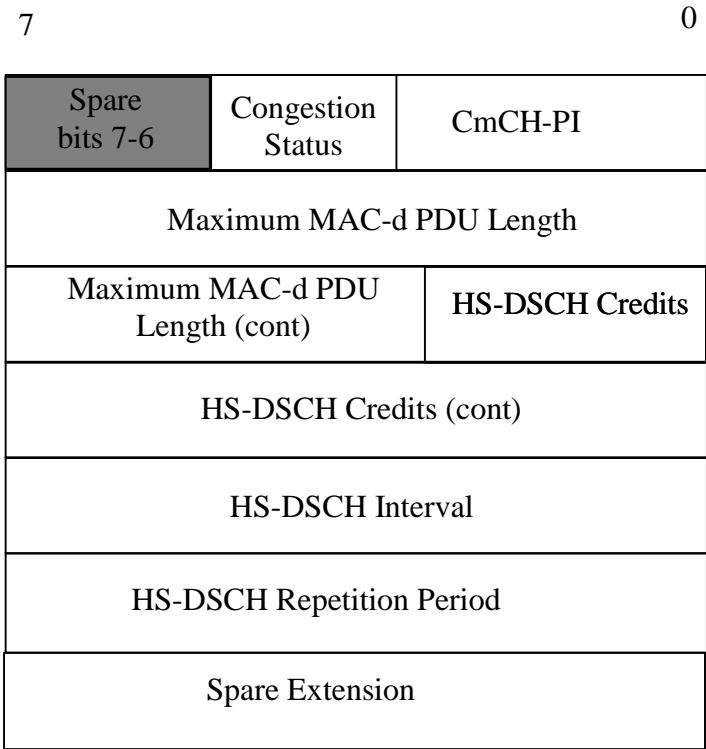 7 0
Spare
bits 7-6
Congestion
Status
CmCH-PI
Maximum MAC-d PDU Length
Maximum MAC-d PDU
Length (cont)
HS-DSCH Credits
HS-DSCH Credits (cont)
HS-DSCH Interval
HS-DSCH Repetition Period
Spare Extension